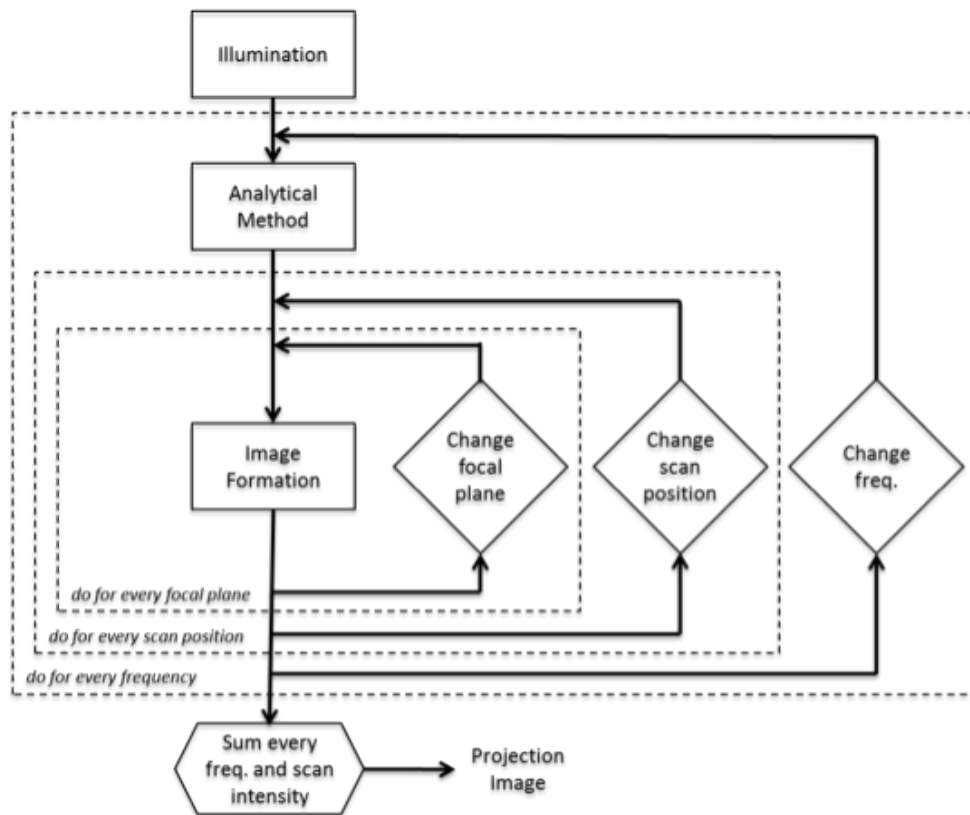 Illumination
Analytical
Method
Image
Formation
Change
focal
plane
Change
scan
position
Change
freq.
do for every focal plane
do for every scan position
do for every frequency
Sum every
freq. and scan
intensity
Projection
Image